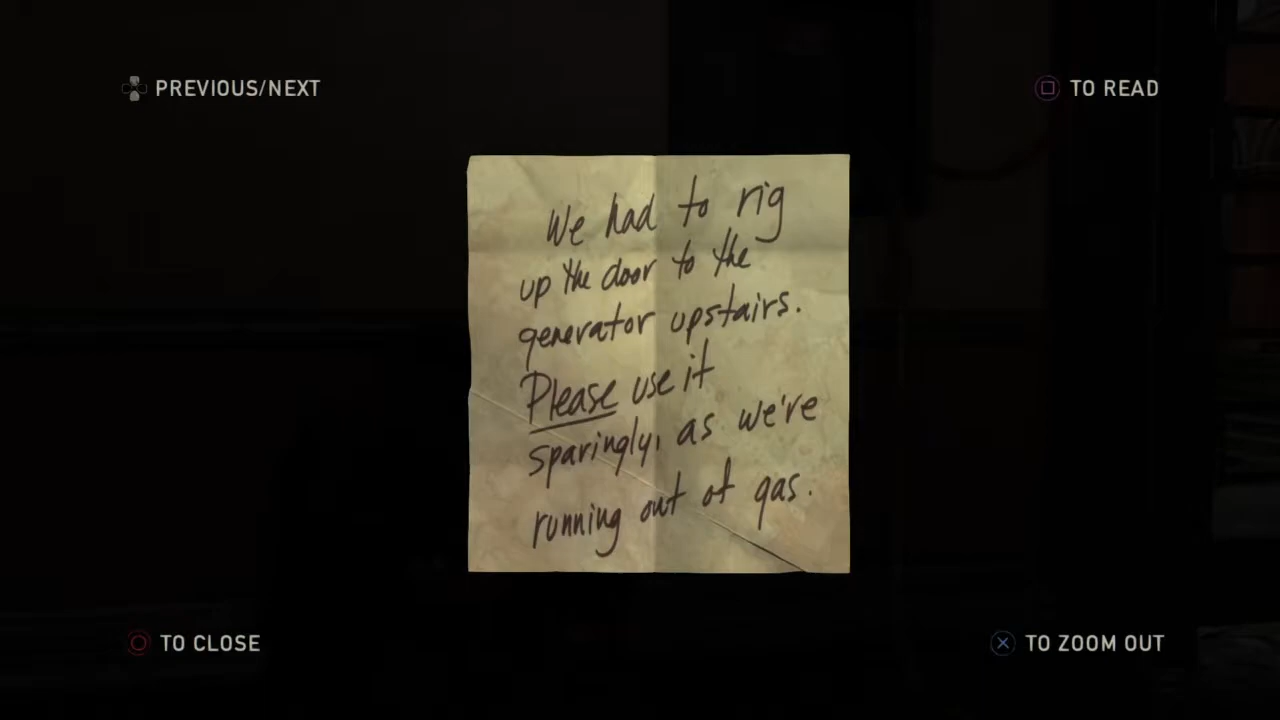 PREVIOUS/NEXT
TO READ
We had to rig
up the door to the
generator upstairs.
Please use it
sparingly, as we're
running out of gas.
TO CLOSE
TO ZOOM OUT